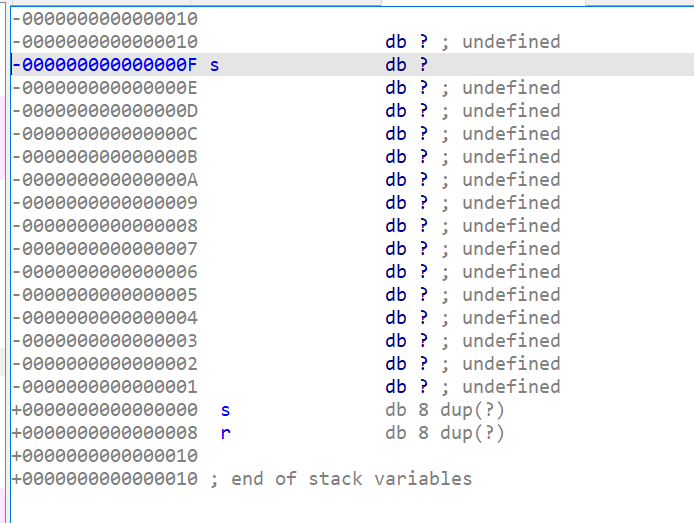 -0000000000000010
-0000000000000010 db ? ; undefined
-000000000000000F s db ?
-000000000000000E db ? ; undefined
-000000000000000D db ? ; undefined
-000000000000000C db ? ; undefined
-000000000000000B db ? ; undefined
-000000000000000A db ? ; undefined
-0000000000000009 db ? ; undefined
-0000000000000008 db ? ; undefined
-0000000000000007 db ? ; undefined
-0000000000000006 db ? ; undefined
-0000000000000005 db ? ; undefined
-0000000000000004 db ? ; undefined
-0000000000000003 db ? ; undefined
-0000000000000002 db ? ; undefined
-0000000000000001 db ? ; undefined
+0000000000000000 s db 8 dup(?)
+0000000000000008 r db 8 dup(?)
+0000000000000010
+0000000000000010 ; end of stack variables